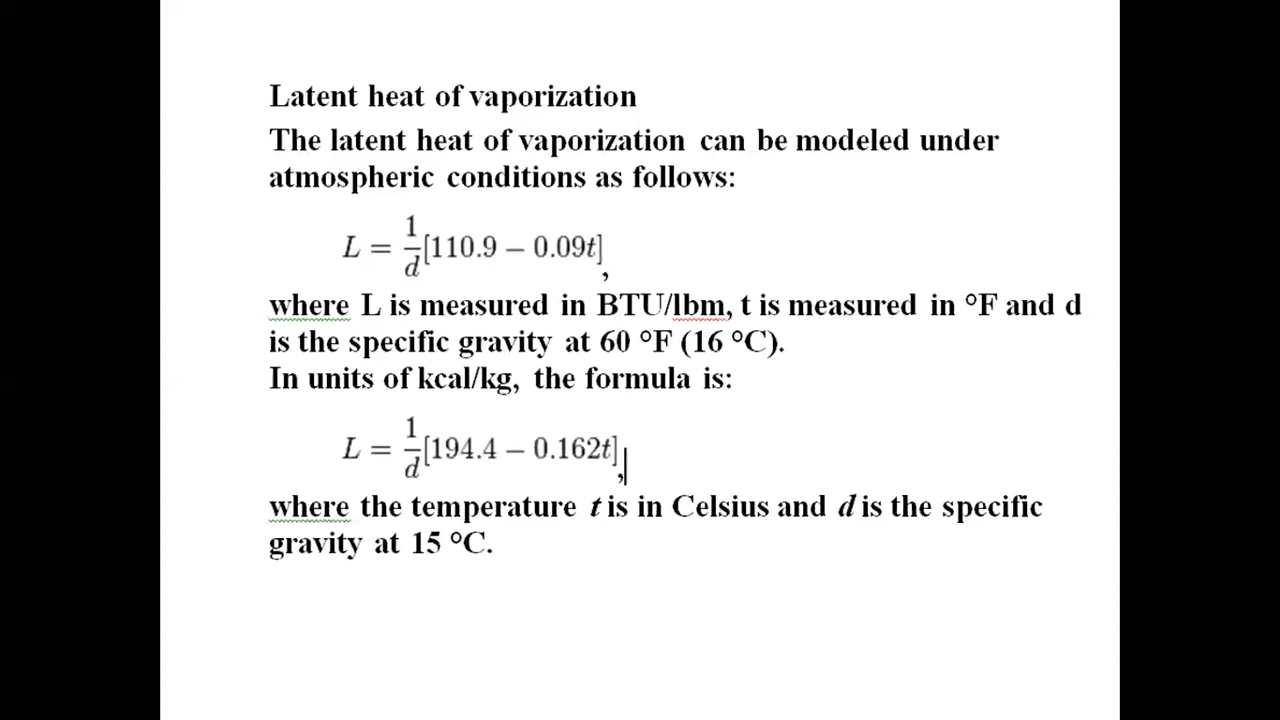 Latent heat of vaporization
The latent heat of vaporization can be modeled under
atmospheric conditions as follows:
L = 1/d [110.9 − 0.09t],
where L is measured in BTU/lbm, t is measured in °F and d
is the specific gravity at 60 °F (16 °C).
In units of kcal/kg, the formula is:
L = 1/d [194.4 − 0.162t],
where the temperature t is in Celsius and d is the specific
gravity at 15 °C.